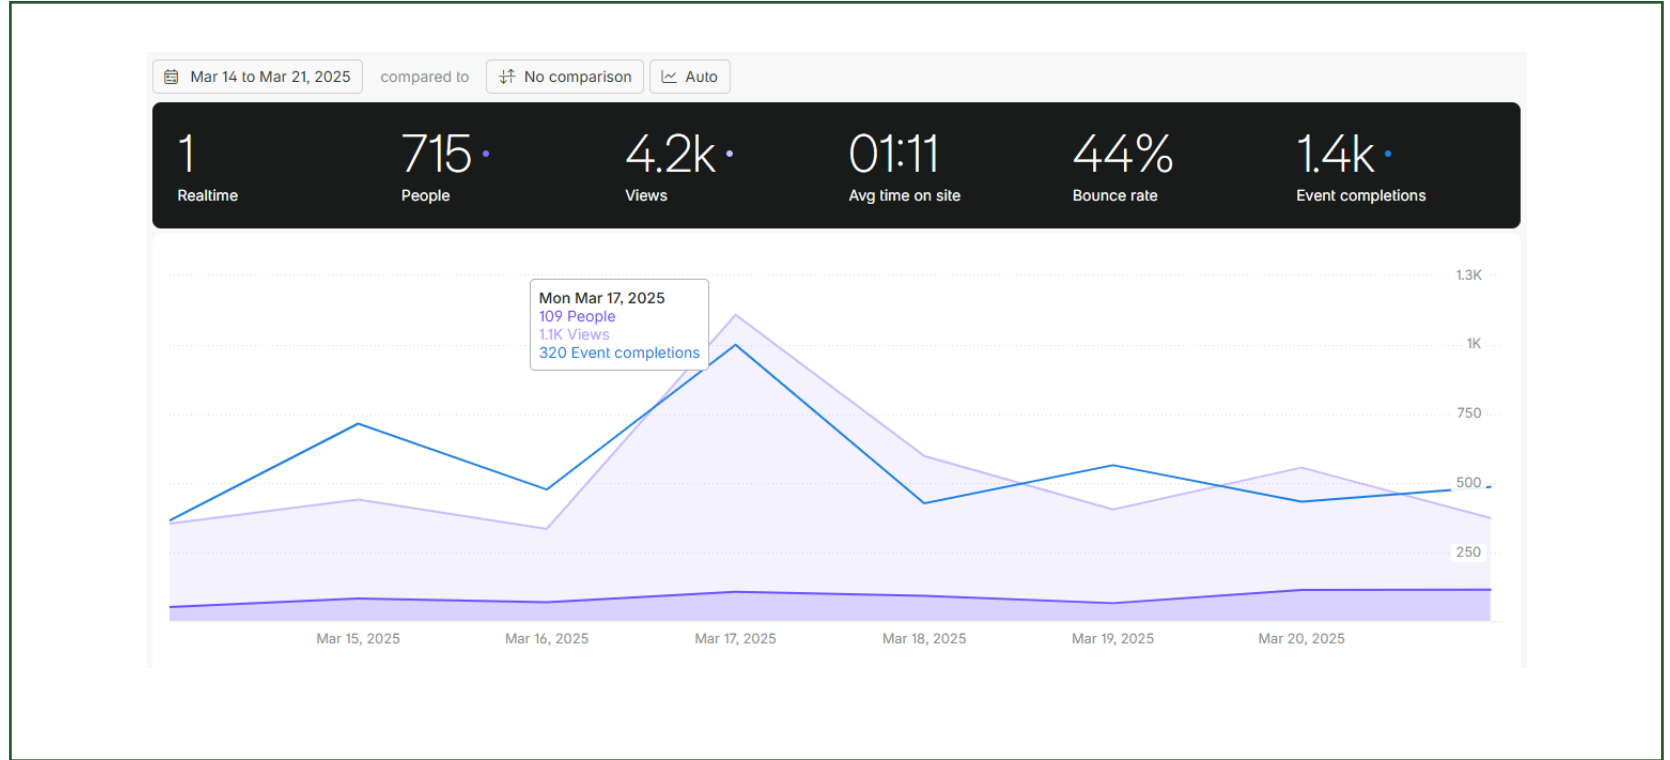 Mar 14 to Mar 21, 2025 compared to No comparison Auto
1 715 4.2k 01:11 44% 1.4k
Realtime People Views Avg time on site Bounce rate Event completions
1.3K
Mon Mar 17, 2025
109 People
1.1K Views
320 Event completions
1K
750
500
250
Mar 15, 2025 Mar 16, 2025 Mar 17, 2025 Mar 18, 2025 Mar 19, 2025 Mar 20, 2025